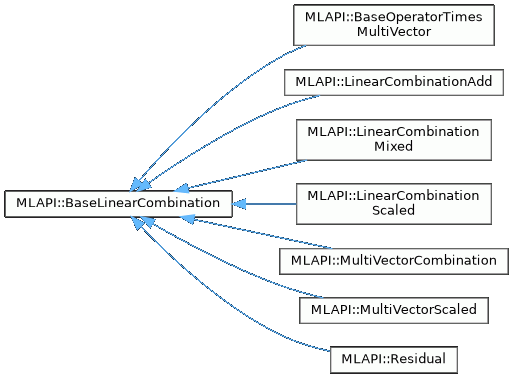 MLAPI::BaseOperatorTimes
MultiVector
MLAPI::LinearCombinationAdd
MLAPI::LinearCombination
Mixed
MLAPI::BaseLinearCombination
MLAPI::LinearCombination
Scaled
MLAPI::MultiVectorCombination
MLAPI::MultiVectorScaled
MLAPI::Residual